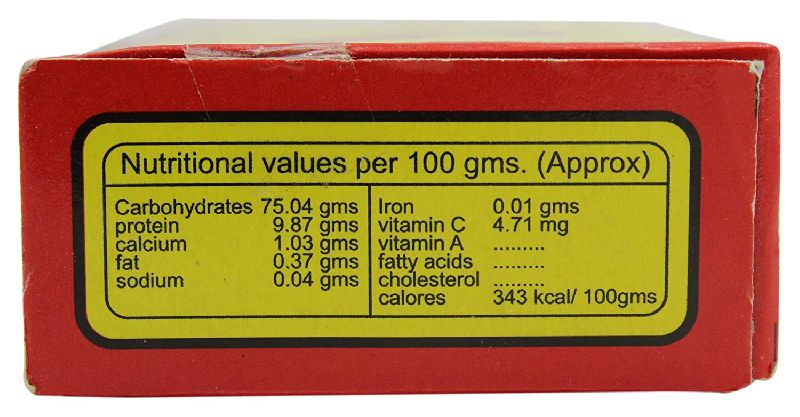 Nutritional values per 100 gms. (Approx)
Carbohydrates 75.04 gms
protein 9.87 gms
calcium 1.03 gms
fat 0.37 gms
sodium 0.04 gms
Iron 0.01 gms
vitamin C 4.71 mg
vitamin A .........
fatty acids .........
cholesterol .........
calores 343 kcal/ 100gms